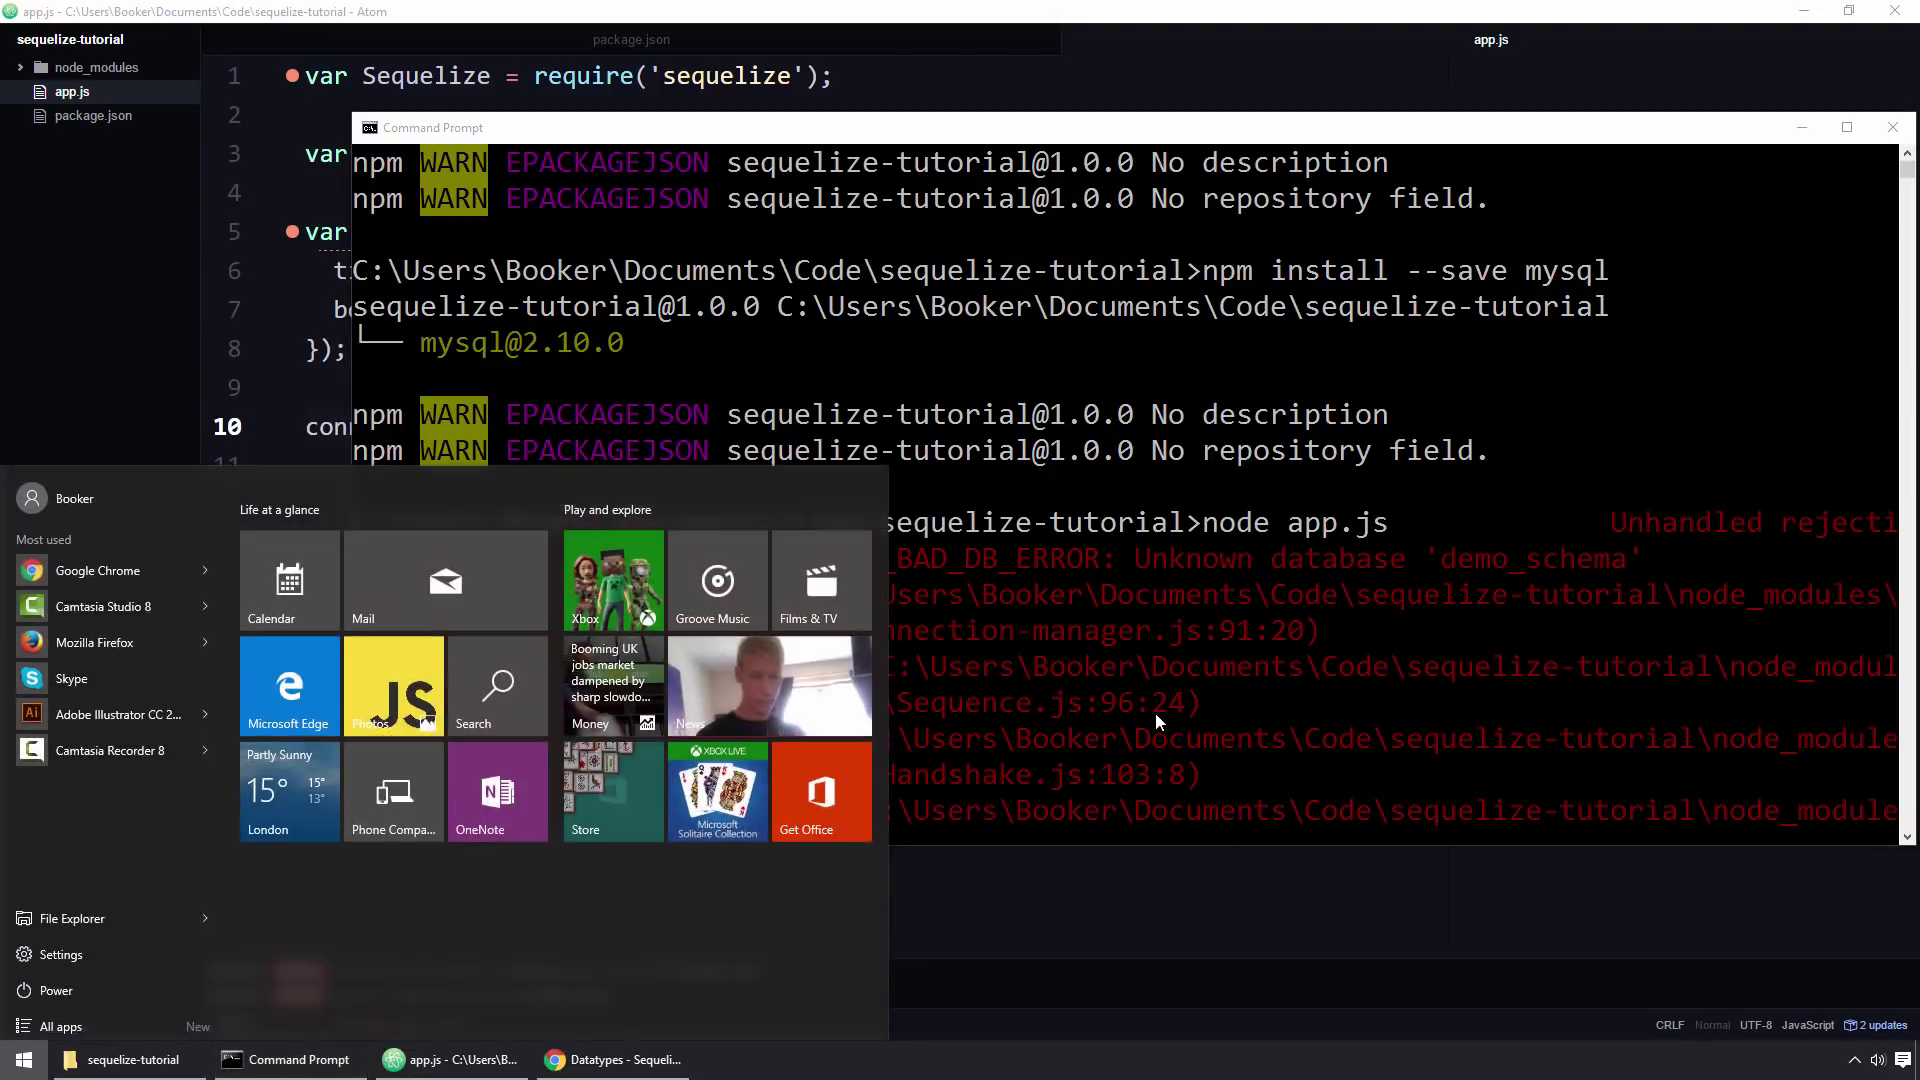 app.js - C:\Users\Booker\Documents\Code\sequelize-tutorial - Atom
sequelize-tutorial
node_modules
app.js
package.json
package.json
app.js
1 var Sequelize = require('sequelize');
2
3 var
4
5 var
6 t
7 bo
8 });
9
10 conn
11
Command Prompt
npm WARN EPACKAGEJSON sequelize-tutorial@1.0.0 No description
npm WARN EPACKAGEJSON sequelize-tutorial@1.0.0 No repository field.
C:\Users\Booker\Documents\Code\sequelize-tutorial>npm install --save mysql
sequelize-tutorial@1.0.0 C:\Users\Booker\Documents\Code\sequelize-tutorial
└── mysql@2.10.0
npm WARN EPACKAGEJSON sequelize-tutorial@1.0.0 No description
npm WARN EPACKAGEJSON sequelize-tutorial@1.0.0 No repository field.
sequelize-tutorial>node app.js Unhandled rejecti
_BAD_DB_ERROR: Unknown database 'demo_schema'
Users\Booker\Documents\Code\sequelize-tutorial\node_modules\
nnection-manager.js:91:20)
C:\Users\Booker\Documents\Code\sequelize-tutorial\node_modul
\Sequence.js:96:24)
:\Users\Booker\Documents\Code\sequelize-tutorial\node_module
Handshake.js:103:8)
:\Users\Booker\Documents\Code\sequelize-tutorial\node_module
Booker
Most used
Google Chrome
Camtasia Studio 8
Mozilla Firefox
Skype
Ai
Adobe Illustrator CC 2...
Camtasia Recorder 8
File Explorer
Settings
Power
All apps
New
Life at a glance
Calendar
Mail
Microsoft Edge
JS
Photos
Search
Partly Sunny
15° 15°
13°
London
Phone Compa...
OneNote
Play and explore
Xbox
Groove Music
Films & TV
Booming UK
jobs market
dampened by
sharp slowdo...
Money
News
Store
XBOX LIVE
Microsoft
Solitaire Collection
Get Office
CRLF Normal UTF-8 JavaScript 2 updates
sequelize-tutorial
Command Prompt
app.js - C:\Users\B...
Datatypes - Sequeli...